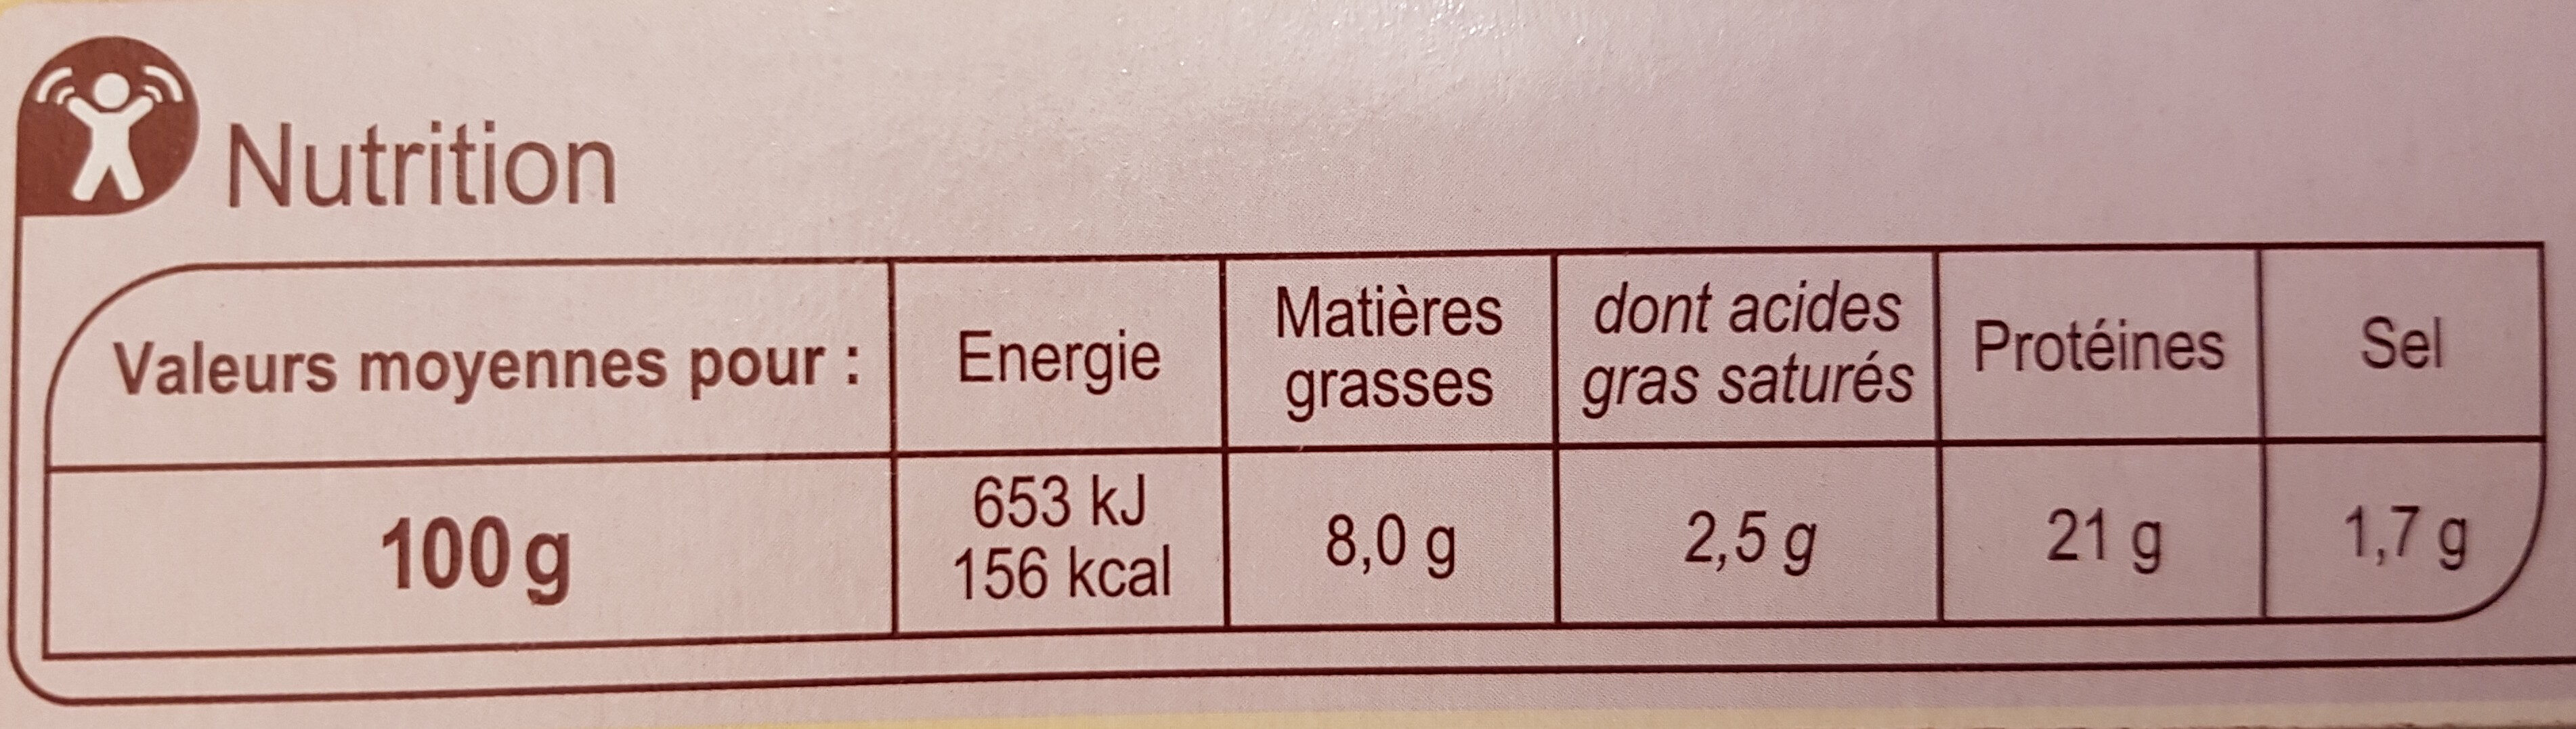 Nutrition
Valeurs moyennes pour :
Energie
Matières
grasses
dont acides
gras saturés
Protéines
Sel
100 g
653 kJ
156 kcal
8,0 g
2,5 g
21 g
1,7 g